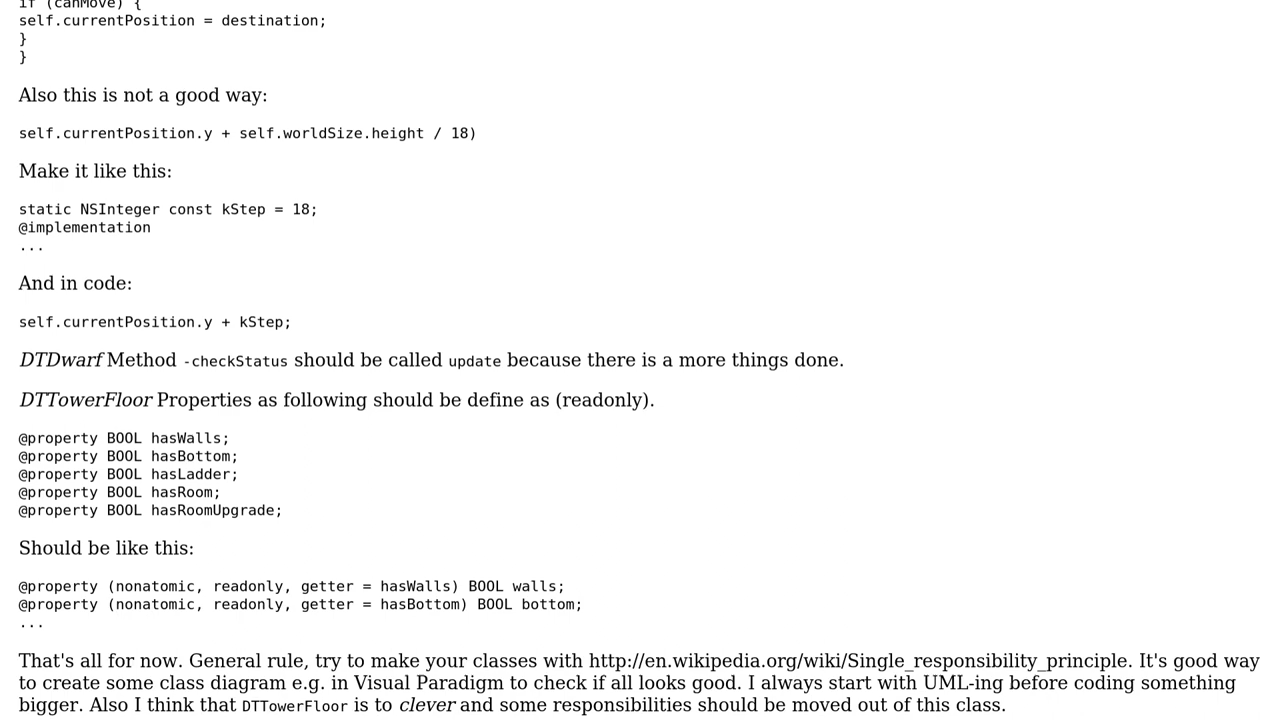 if (canMove) {
self.currentPosition = destination;
}
}
Also this is not a good way:
self.currentPosition.y + self.worldSize.height / 18)
Make it like this:
static NSInteger const kStep = 18;
@implementation
...
And in code:
self.currentPosition.y + kStep;
DTDwarf Method -checkStatus should be called update because there is a more things done.
DTTowerFloor Properties as following should be define as (readonly).
@property BOOL hasWalls;
@property BOOL hasBottom;
@property BOOL hasLadder;
@property BOOL hasRoom;
@property BOOL hasRoomUpgrade;
Should be like this:
@property (nonatomic, readonly, getter = hasWalls) BOOL walls;
@property (nonatomic, readonly, getter = hasBottom) BOOL bottom;
...
That's all for now. General rule, try to make your classes with http://en.wikipedia.org/wiki/Single_responsibility_principle. It's good way
to create some class diagram e.g. in Visual Paradigm to check if all looks good. I always start with UML-ing before coding something
bigger. Also I think that DTTowerFloor is to clever and some responsibilities should be moved out of this class.